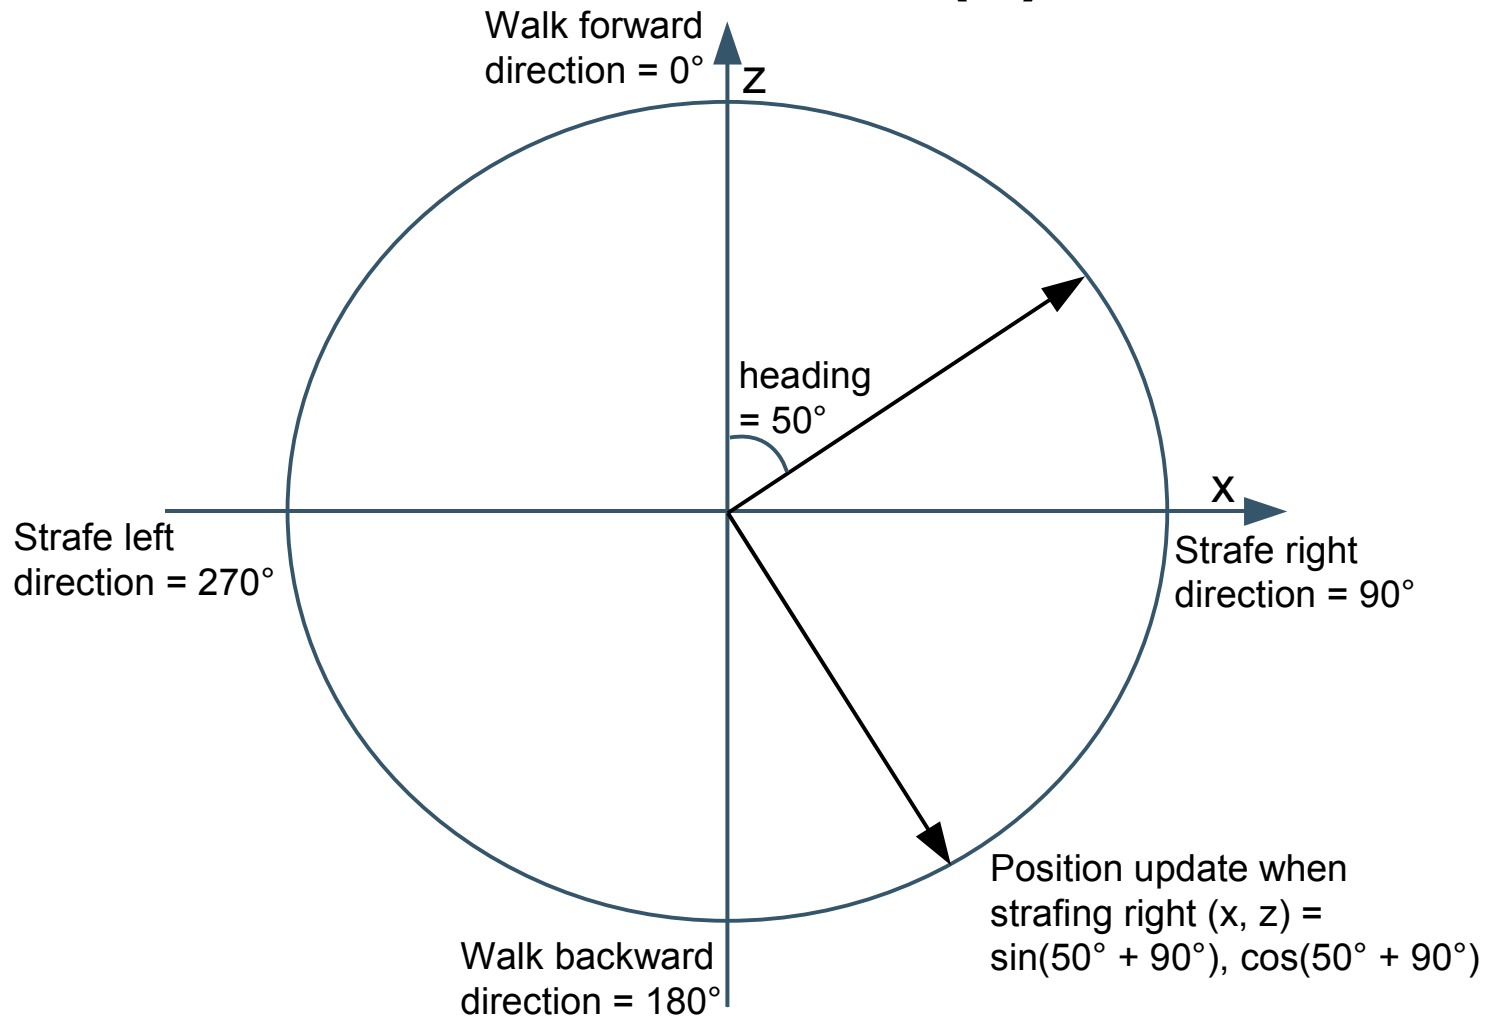 Walk forward
direction = 0°
z
heading
= 50°
x
Strafe left
direction = 270°
Strafe right
direction = 90°
Position update when
strafing right (x, z) =
sin(50° + 90°), cos(50° + 90°)
Walk backward
direction = 180°